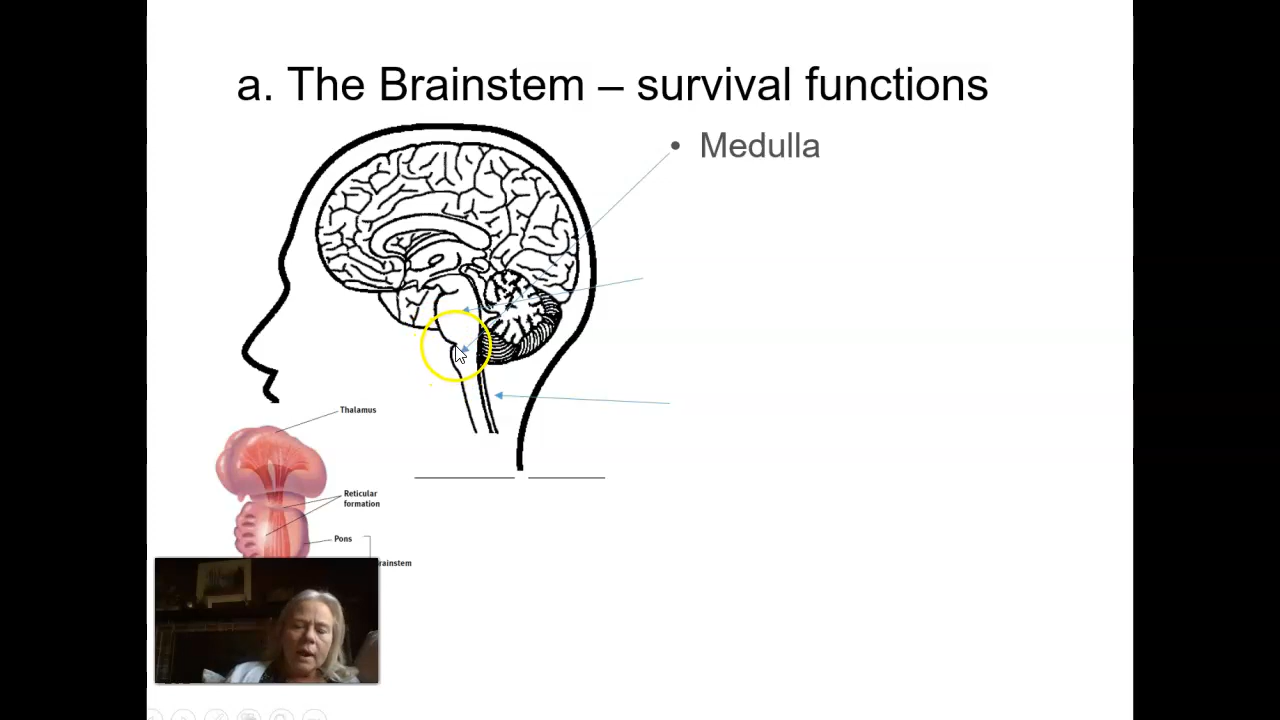 a. The Brainstem – survival functions
• Medulla
Thalamus
Reticular
formation
Pons
rainstem